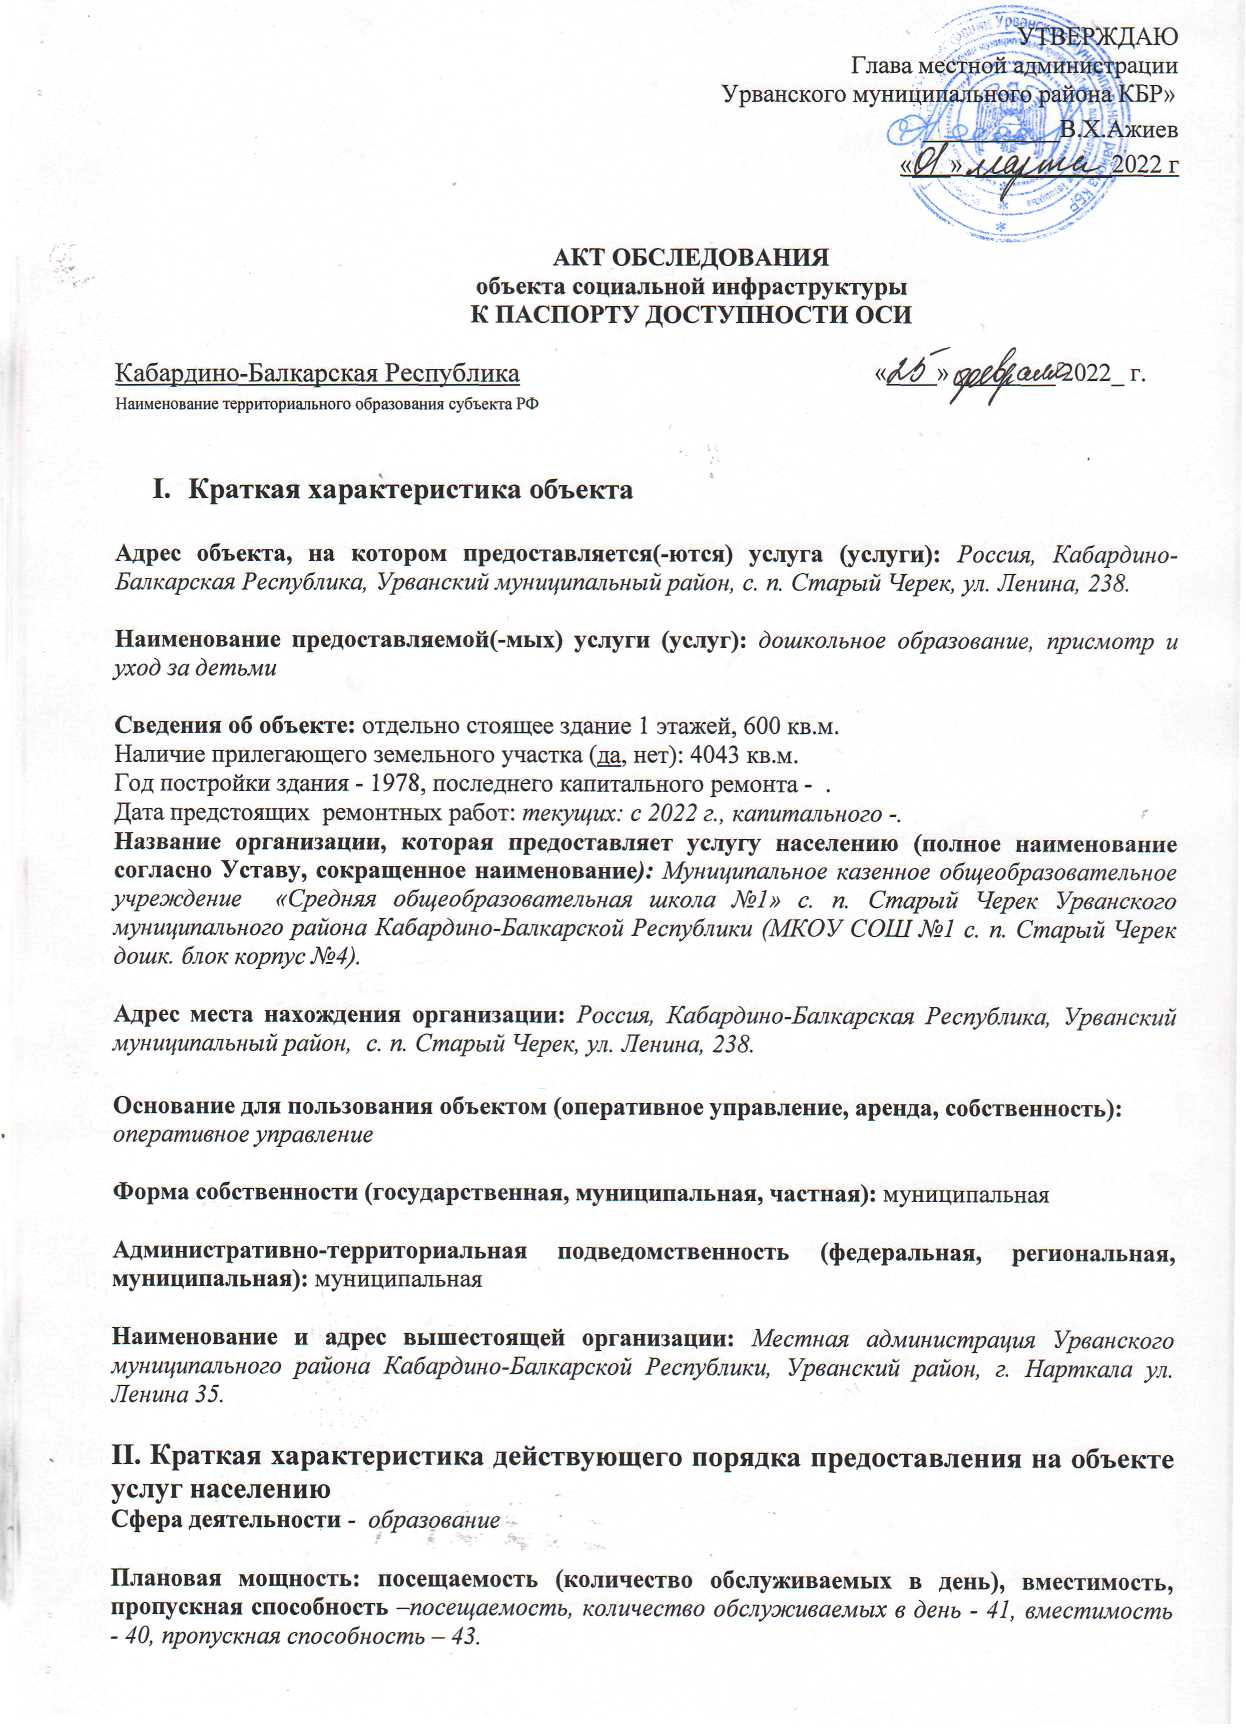 УТВЕРЖДАЮ
Глава местной администрации
Урванского муниципального района КБР»
В.Х.Ажиев
«01» марта 2022 г
АКТ ОБСЛЕДОВАНИЯ
объекта социальной инфраструктуры
К ПАСПОРТУ ДОСТУПНОСТИ ОСИ
Кабардино-Балкарская Республика «25» февраля 2022_ г.
Наименование территориального образования субъекта РФ
I. Краткая характеристика объекта
Адрес объекта, на котором предоставляется(-ются) услуга (услуги): Россия, Кабардино-
Балкарская Республика, Урванский муниципальный район, с. п. Старый Черек, ул. Ленина, 238.
Наименование предоставляемой(-мых) услуги (услуг): дошкольное образование, присмотр и
уход за детьми
Сведения об объекте: отдельно стоящее здание 1 этажей, 600 кв.м.
Наличие прилегающего земельного участка (да, нет): 4043 кв.м.
Год постройки здания - 1978, последнего капитального ремонта - .
Дата предстоящих ремонтных работ: текущих: с 2022 г., капитального -.
Название организации, которая предоставляет услугу населению (полное наименование
согласно Уставу, сокращенное наименование): Муниципальное казенное общеобразовательное
учреждение «Средняя общеобразовательная школа №1» с. п. Старый Черек Урванского
муниципального района Кабардино-Балкарской Республики (МКОУ СОШ №1 с. п. Старый Черек
дошк. блок корпус №4).
Адрес места нахождения организации: Россия, Кабардино-Балкарская Республика, Урванский
муниципальный район, с. п. Старый Черек, ул. Ленина, 238.
Основание для пользования объектом (оперативное управление, аренда, собственность):
оперативное управление
Форма собственности (государственная, муниципальная, частная): муниципальная
Административно-территориальная подведомственность (федеральная, региональная,
муниципальная): муниципальная
Наименование и адрес вышестоящей организации: Местная администрация Урванского
муниципального района Кабардино-Балкарской Республики, Урванский район, г. Нарткала ул.
Ленина 35.
II. Краткая характеристика действующего порядка предоставления на объекте
услуг населению
Сфера деятельности - образование
Плановая мощность: посещаемость (количество обслуживаемых в день), вместимость,
пропускная способность –посещаемость, количество обслуживаемых в день - 41, вместимость
- 40, пропускная способность – 43.